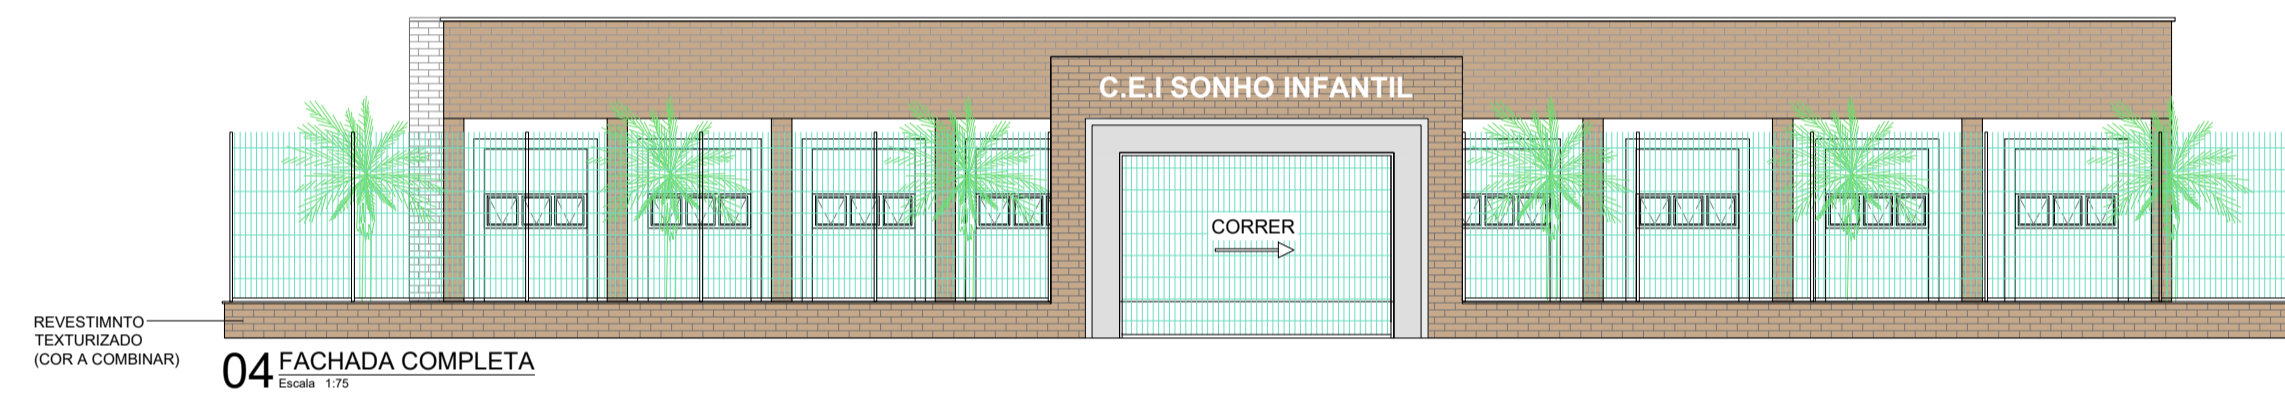 C.E.I SONHO INFANTIL
CORRER
REVESTIMNTO
TEXTURIZADO
(COR A COMBINAR)
04 FACHADA COMPLETA
Escala 1:75